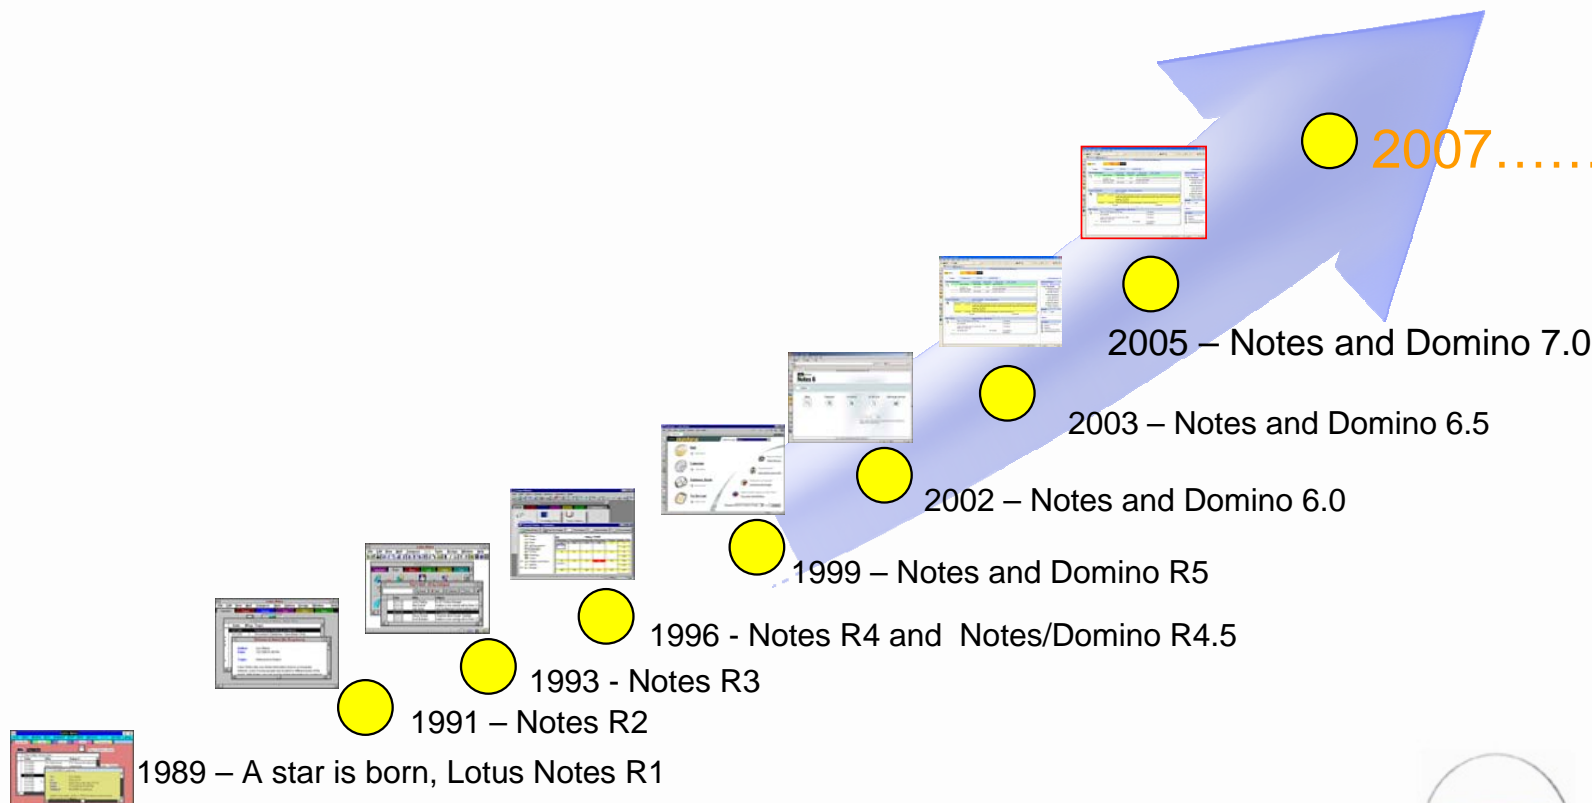 2007......
2005 – Notes and Domino 7.0
2003 – Notes and Domino 6.5
2002 – Notes and Domino 6.0
1999 – Notes and Domino R5
1996 - Notes R4 and  Notes/Domino R4.5
1993 - Notes R3
1991 – Notes R2
1989 – A star is born, Lotus Notes R1